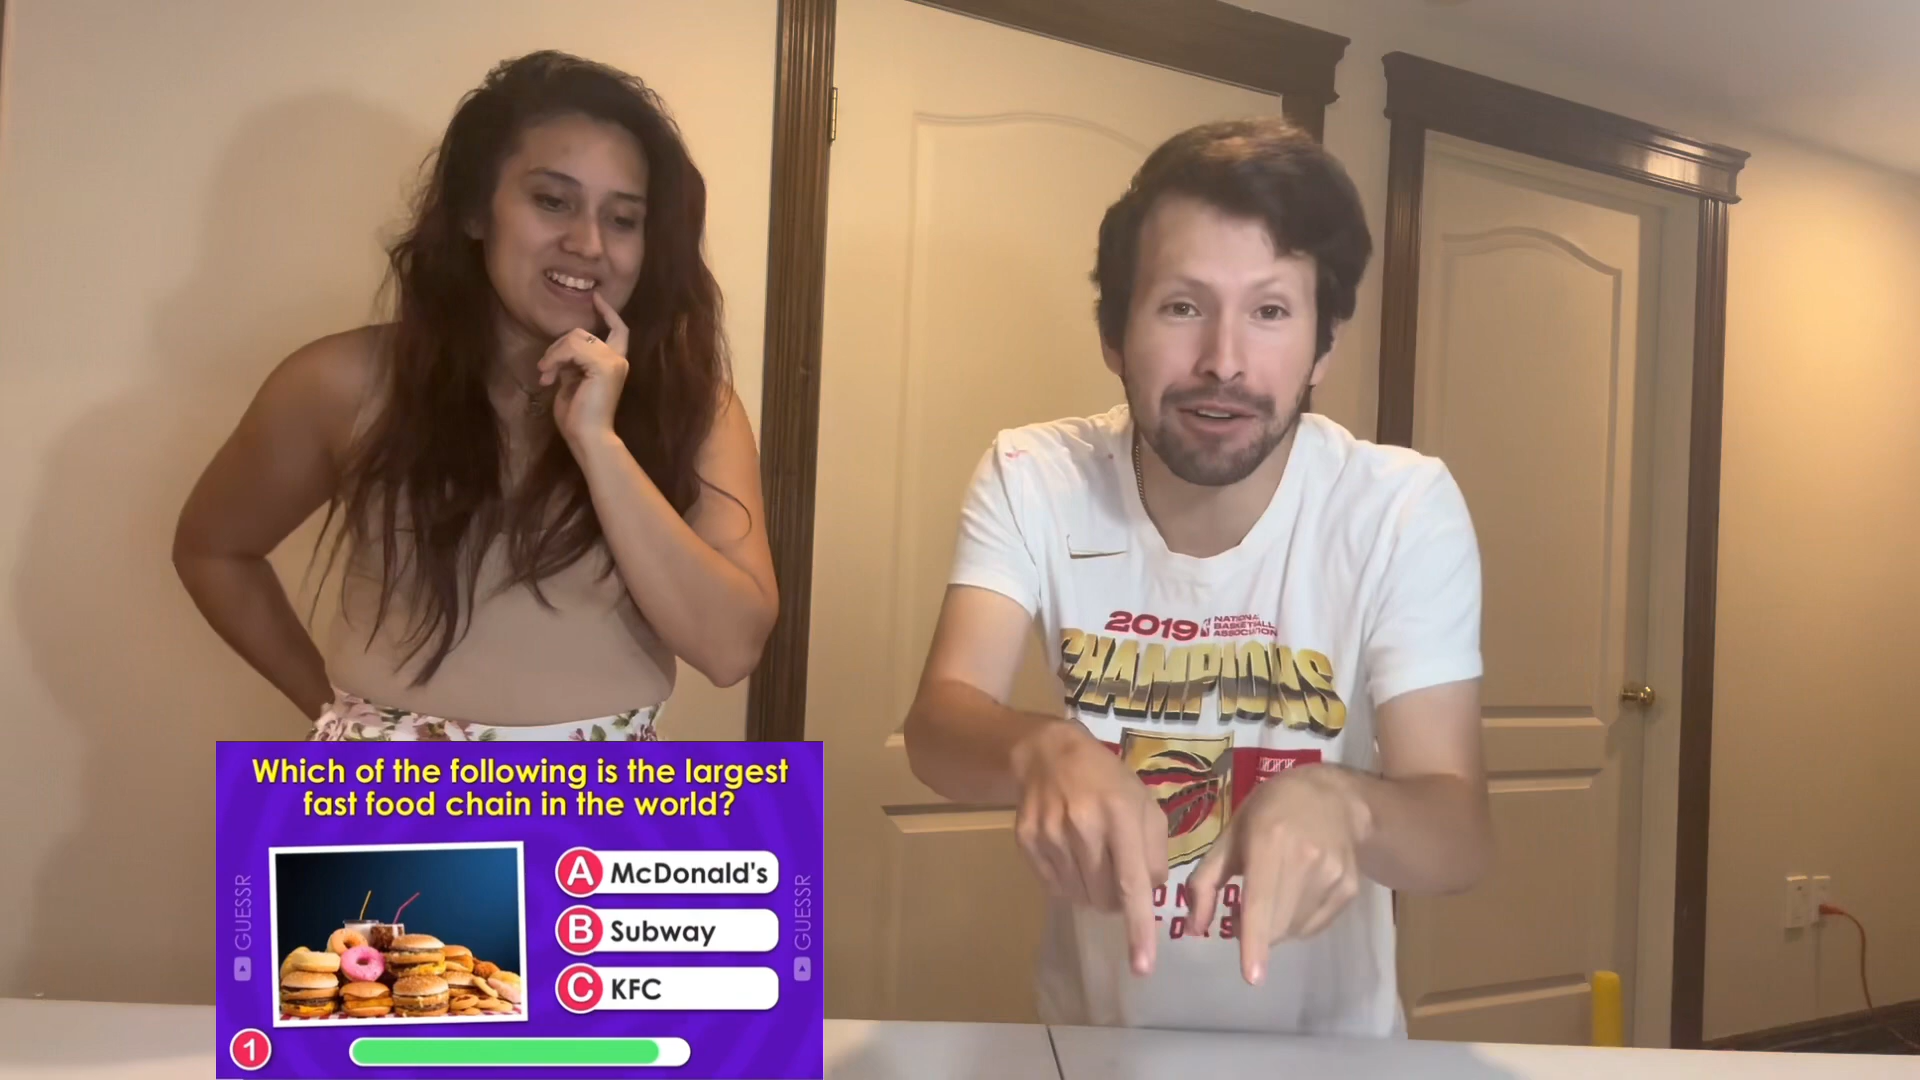 2019 NATIONAL
BASKETBALL
ASSOCIATION
CHAMPIONS
Which of the following is the largest
fast food chain in the world?
GUESSR
A McDonald's
B Subway
C KFC
GUESSR
1